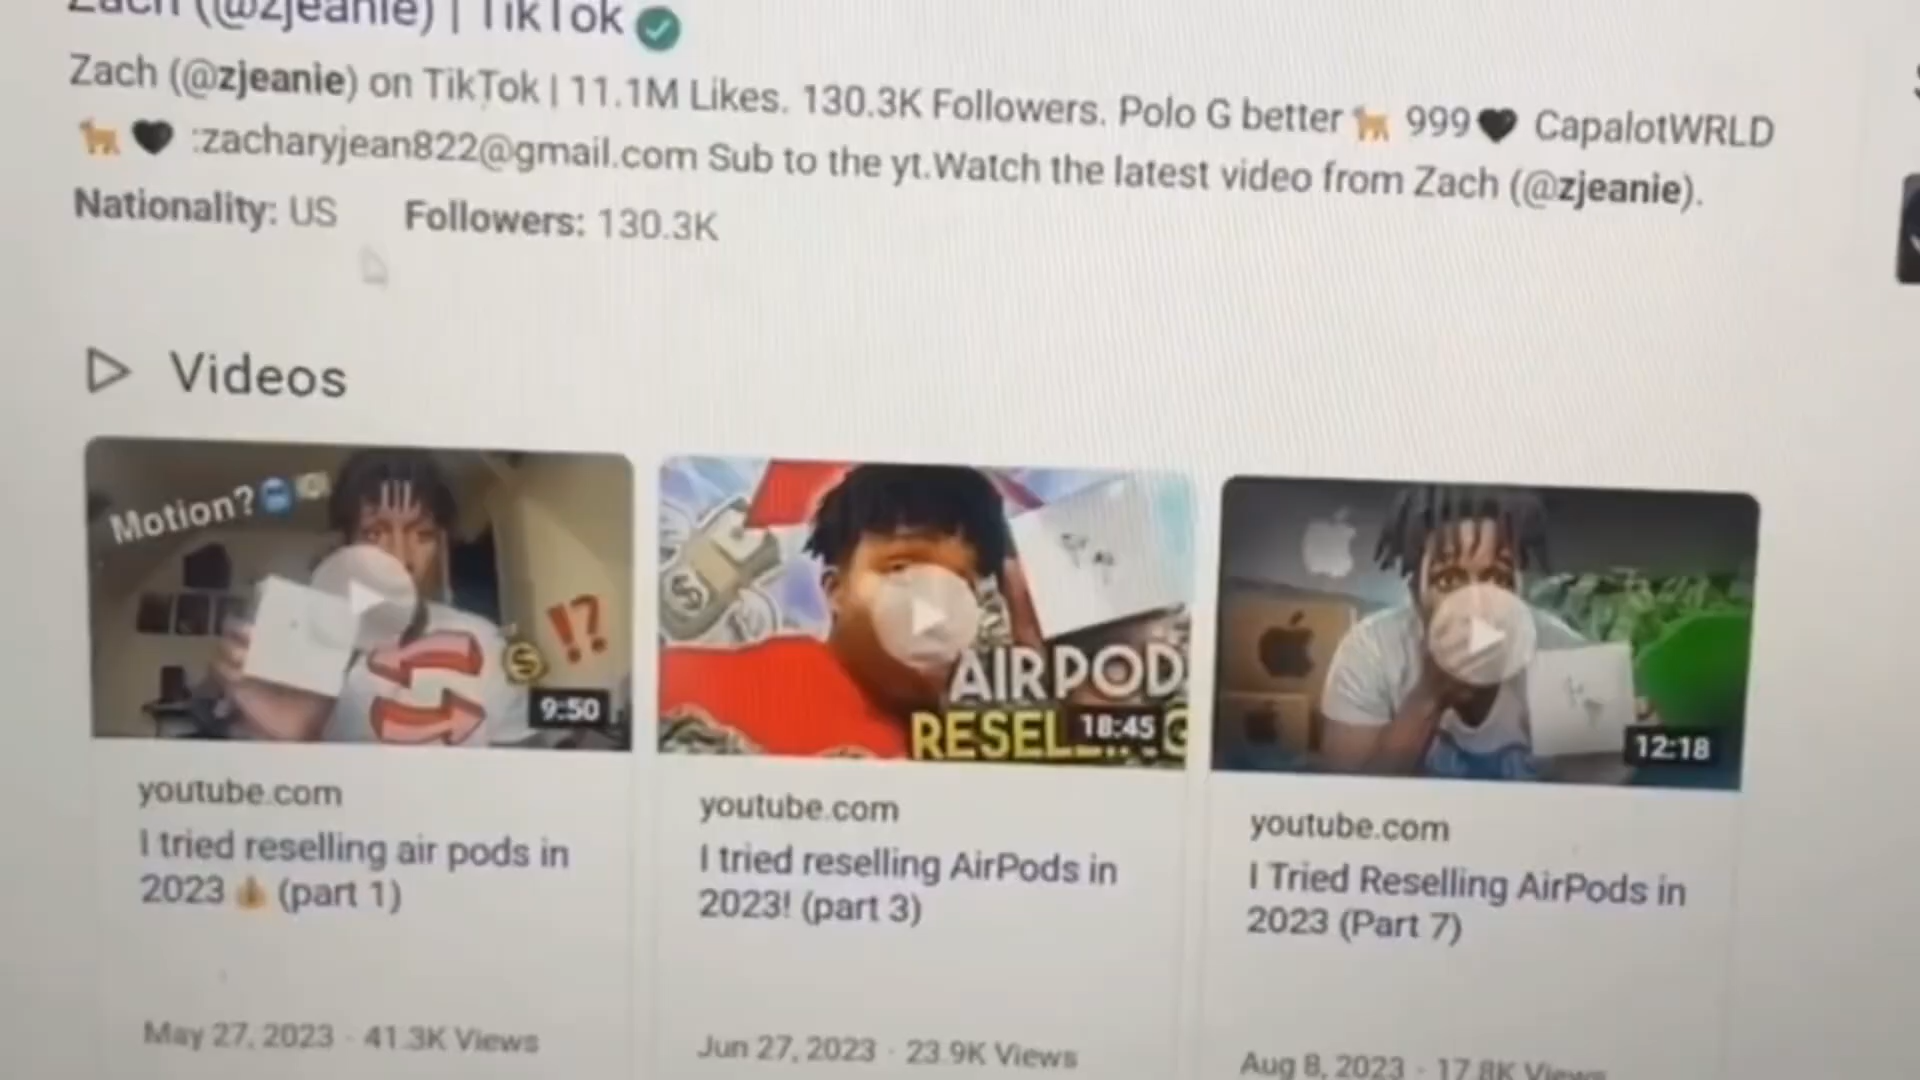 Zach (@zjeanie) | TikTok
Zach (@zjeanie) on TikTok | 11.1M Likes. 130.3K Followers. Polo G better 🐕 999🖤 CapalotWRLD
🐕🖤 :zacharyjean822@gmail.com Sub to the yt.Watch the latest video from Zach (@zjeanie).
Nationality: US Followers: 130.3K
Videos
Motion?
⁉️
9:50
AIRPOD
RESEL
18:45
12:18
youtube.com
I tried reselling air pods in
2023 💰 (part 1)
May 27, 2023 · 41.3K Views
youtube.com
I tried reselling AirPods in
2023! (part 3)
Jun 27, 2023 · 23.9K Views
youtube.com
I Tried Reselling AirPods in
2023 (Part 7)
Aug 8, 2023 · 17.8K Views